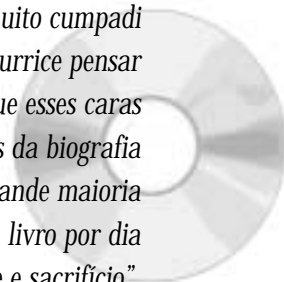 uito cumpadi
urrice pensar
ue esses caras
s da biografia
ande maioria
livro por dia
e e sacrifício”